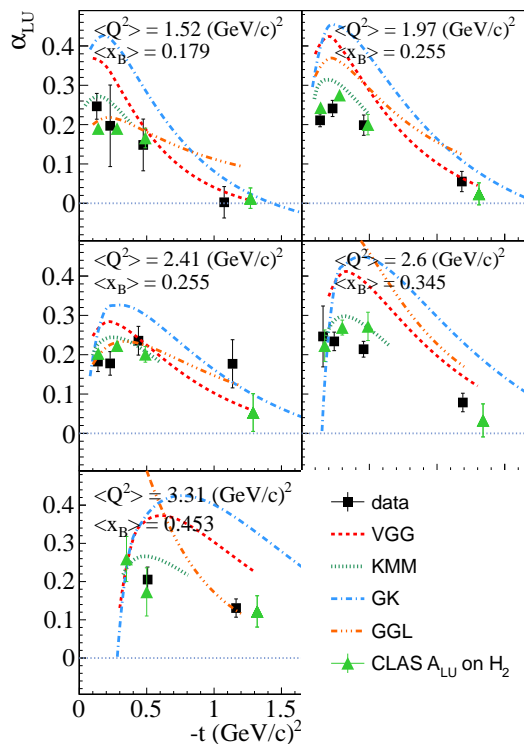 α_LU
<Q²> = 1.52 (GeV/c)²
<x_B> = 0.179
<Q²> = 1.97 (GeV/c)²
<x_B> = 0.255
0.4
0.3
0.2
0.1
0
<Q²> = 2.41 (GeV/c)²
<x_B> = 0.255
<Q²> = 2.6 (GeV/c)²
<x_B> = 0.345
0.4
0.3
0.2
0.1
0
<Q²> = 3.31 (GeV/c)²
<x_B> = 0.453
0.4
0.3
0.2
0.1
0
0
0.5
1
1.5
-t (GeV/c)²
data
VGG
KMM
GK
GGL
CLAS A_LU on H₂